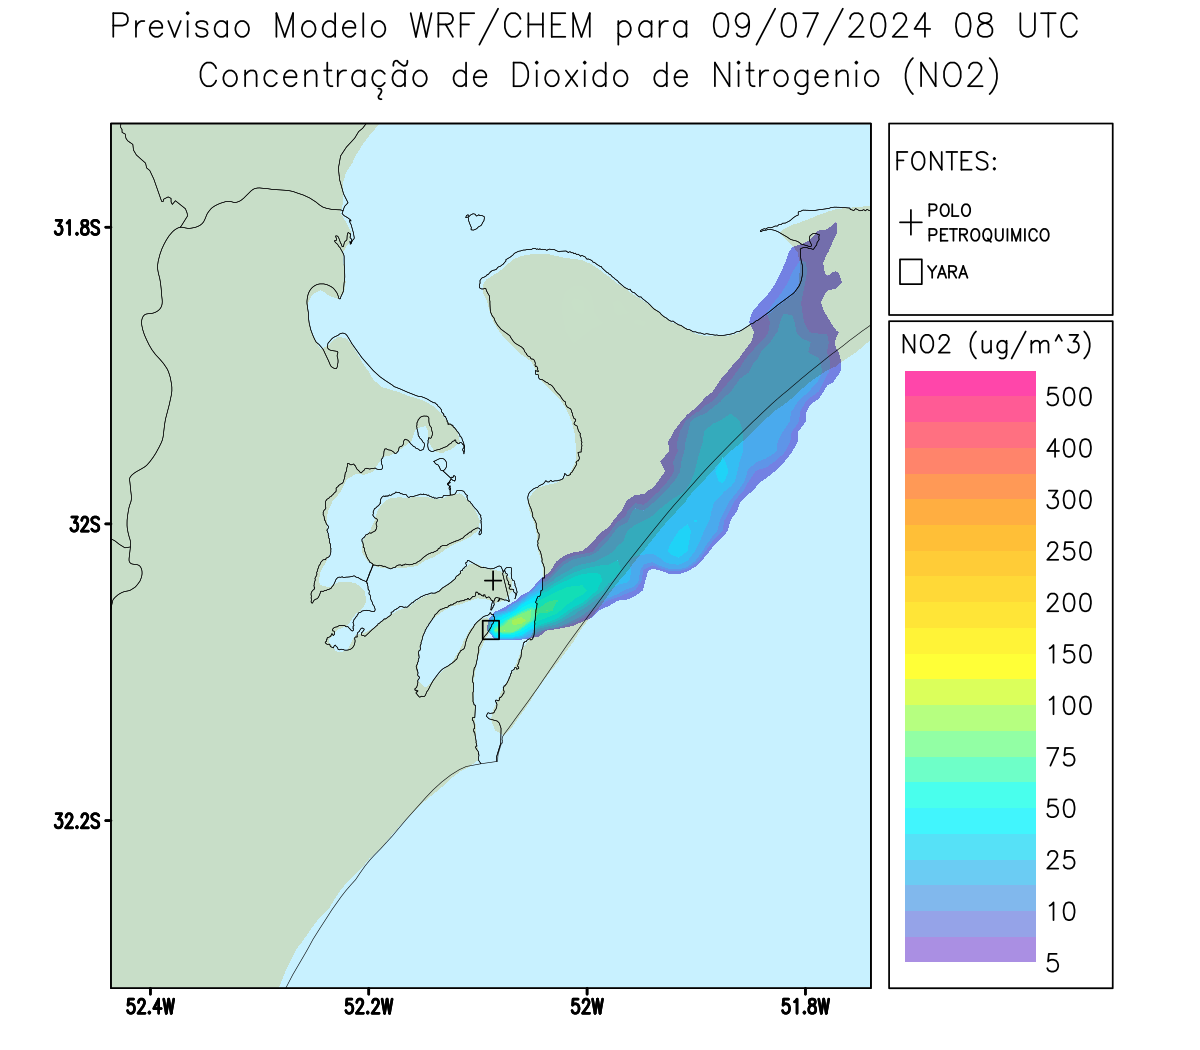 Previsao Modelo WRF/CHEM para 09/07/2024 08 UTC
Concentração de Dioxido de Nitrogenio (NO2)
FONTES:
POLO
PETROQUIMICO
YARA
31.8S
32S
32.2S
52.4W
52.2W
52W
51.8W
NO2 (ug/m^3)
500
400
300
250
200
150
100
75
50
25
10
5